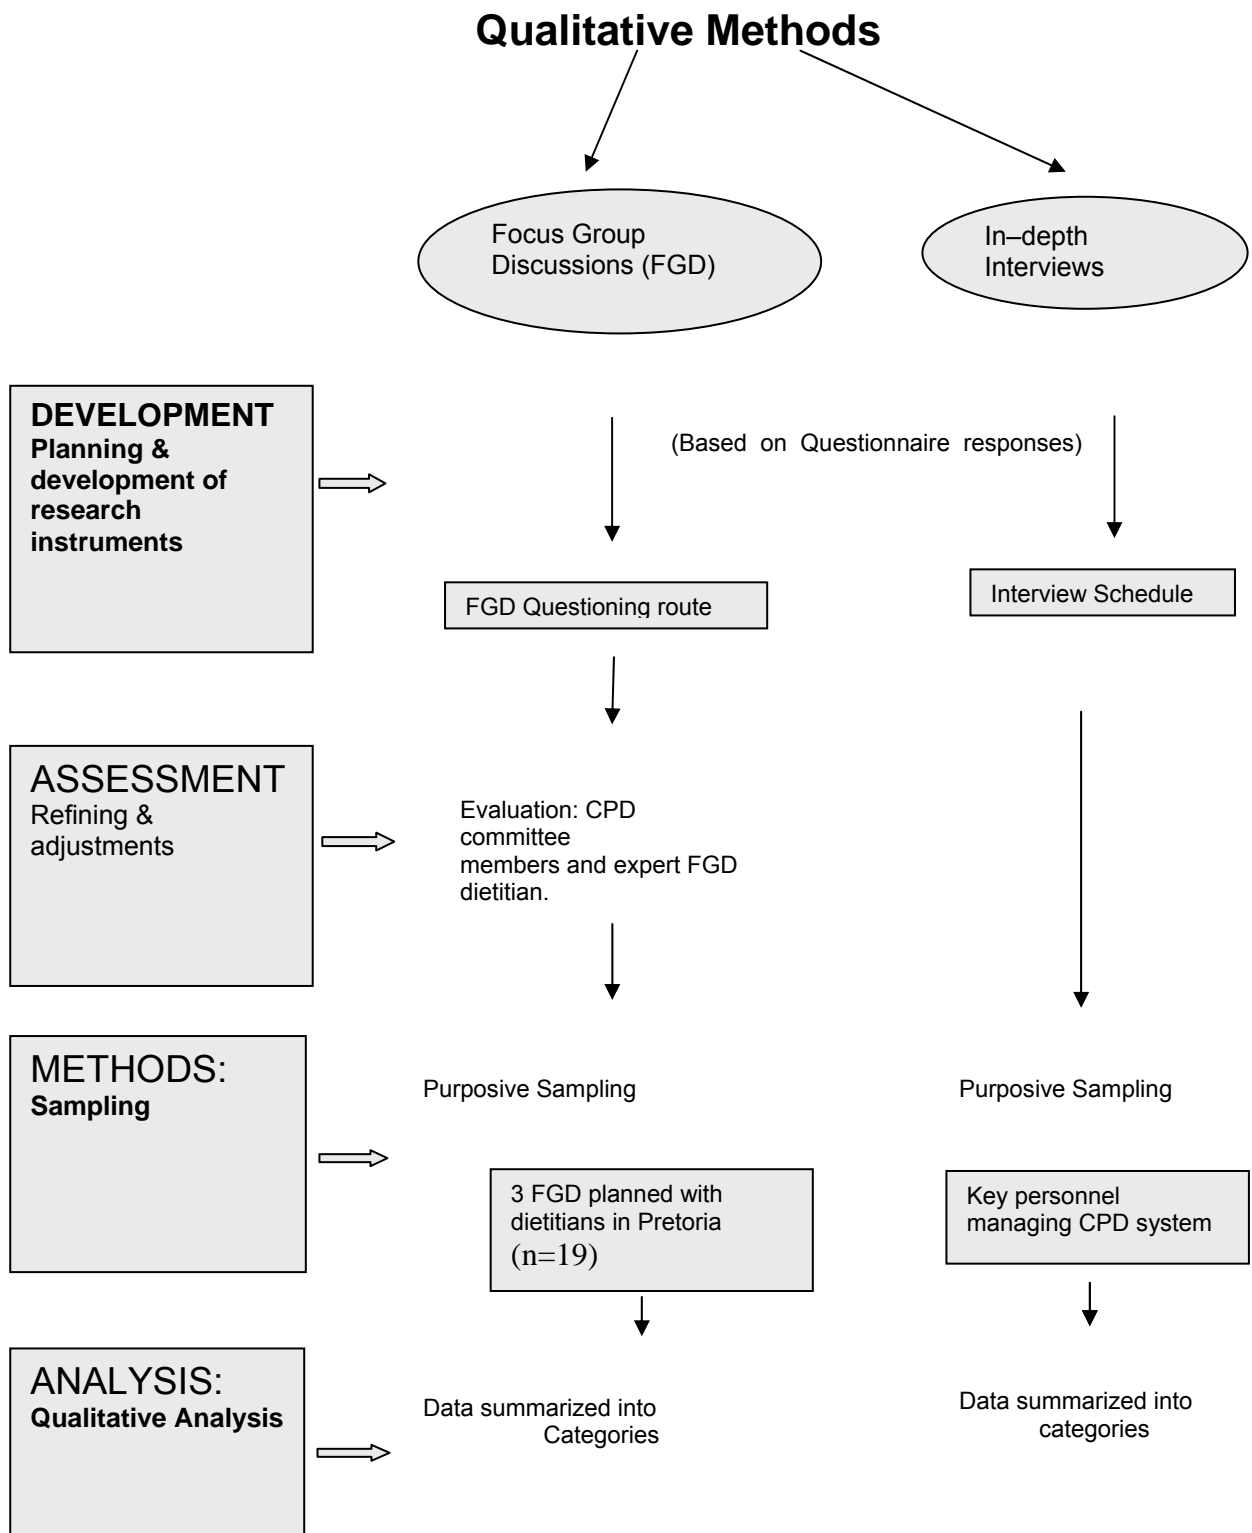 Qualitative Methods
Focus Group
Discussions (FGD)
In–depth
Interviews
DEVELOPMENT
Planning &
development of
research
instruments
(Based on Questionnaire responses)
FGD Questioning route
Interview Schedule
ASSESSMENT
Refining &
adjustments
Evaluation: CPD
committee
members and expert FGD
dietitian.
METHODS:
Sampling
Purposive Sampling
Purposive Sampling
3 FGD planned with
dietitians in Pretoria
(n=19)
Key personnel
managing CPD system
ANALYSIS:
Qualitative Analysis
Data summarized into
Categories
Data summarized into
categories